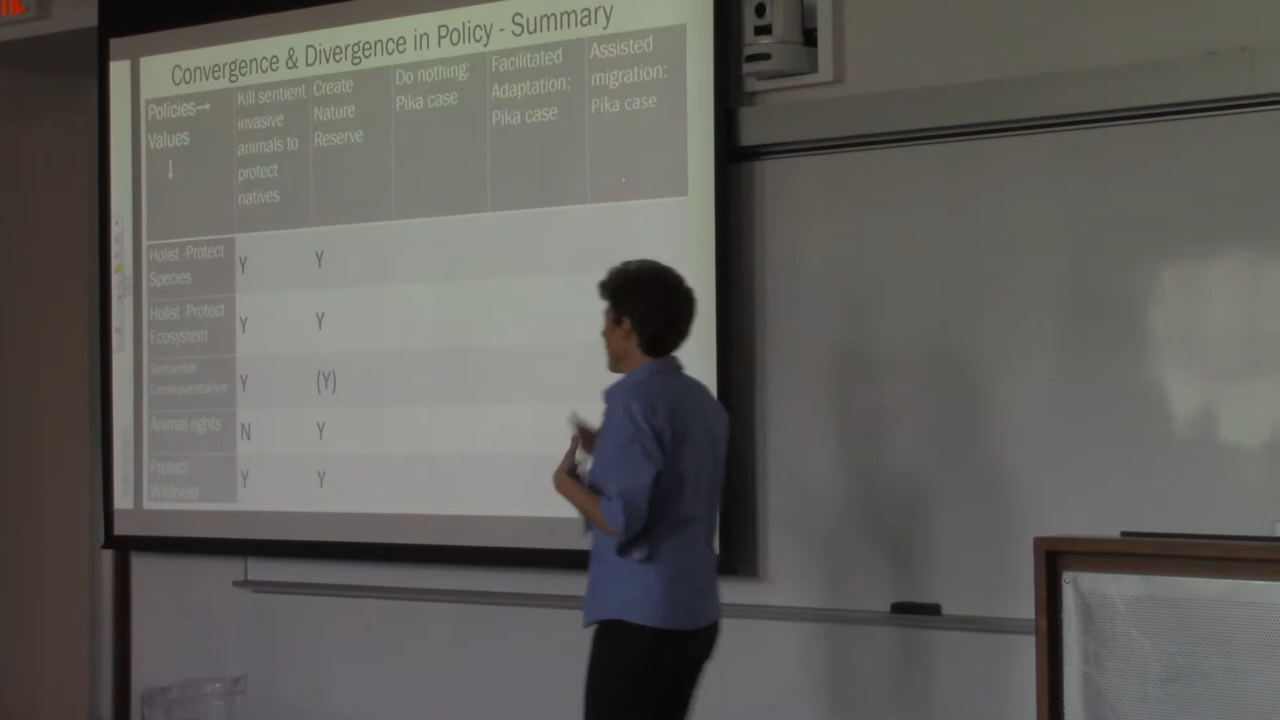 Convergence & Divergence in Policy - Summary
Policies→
Values
↓
Kill sentient
invasive
animals to
protect
natives
Create
Nature
Reserve
Do nothing:
Pika case
Facilitated
Adaptation:
Pika case
Assisted
migration:
Pika case
Holist Protect
Species
Y
Y
Holist Protect
Ecosystem
Y
Y
Sentientist
Consequentialism
Y
(Y)
Animal rights
N
Y
Protect
Wildness
Y
Y